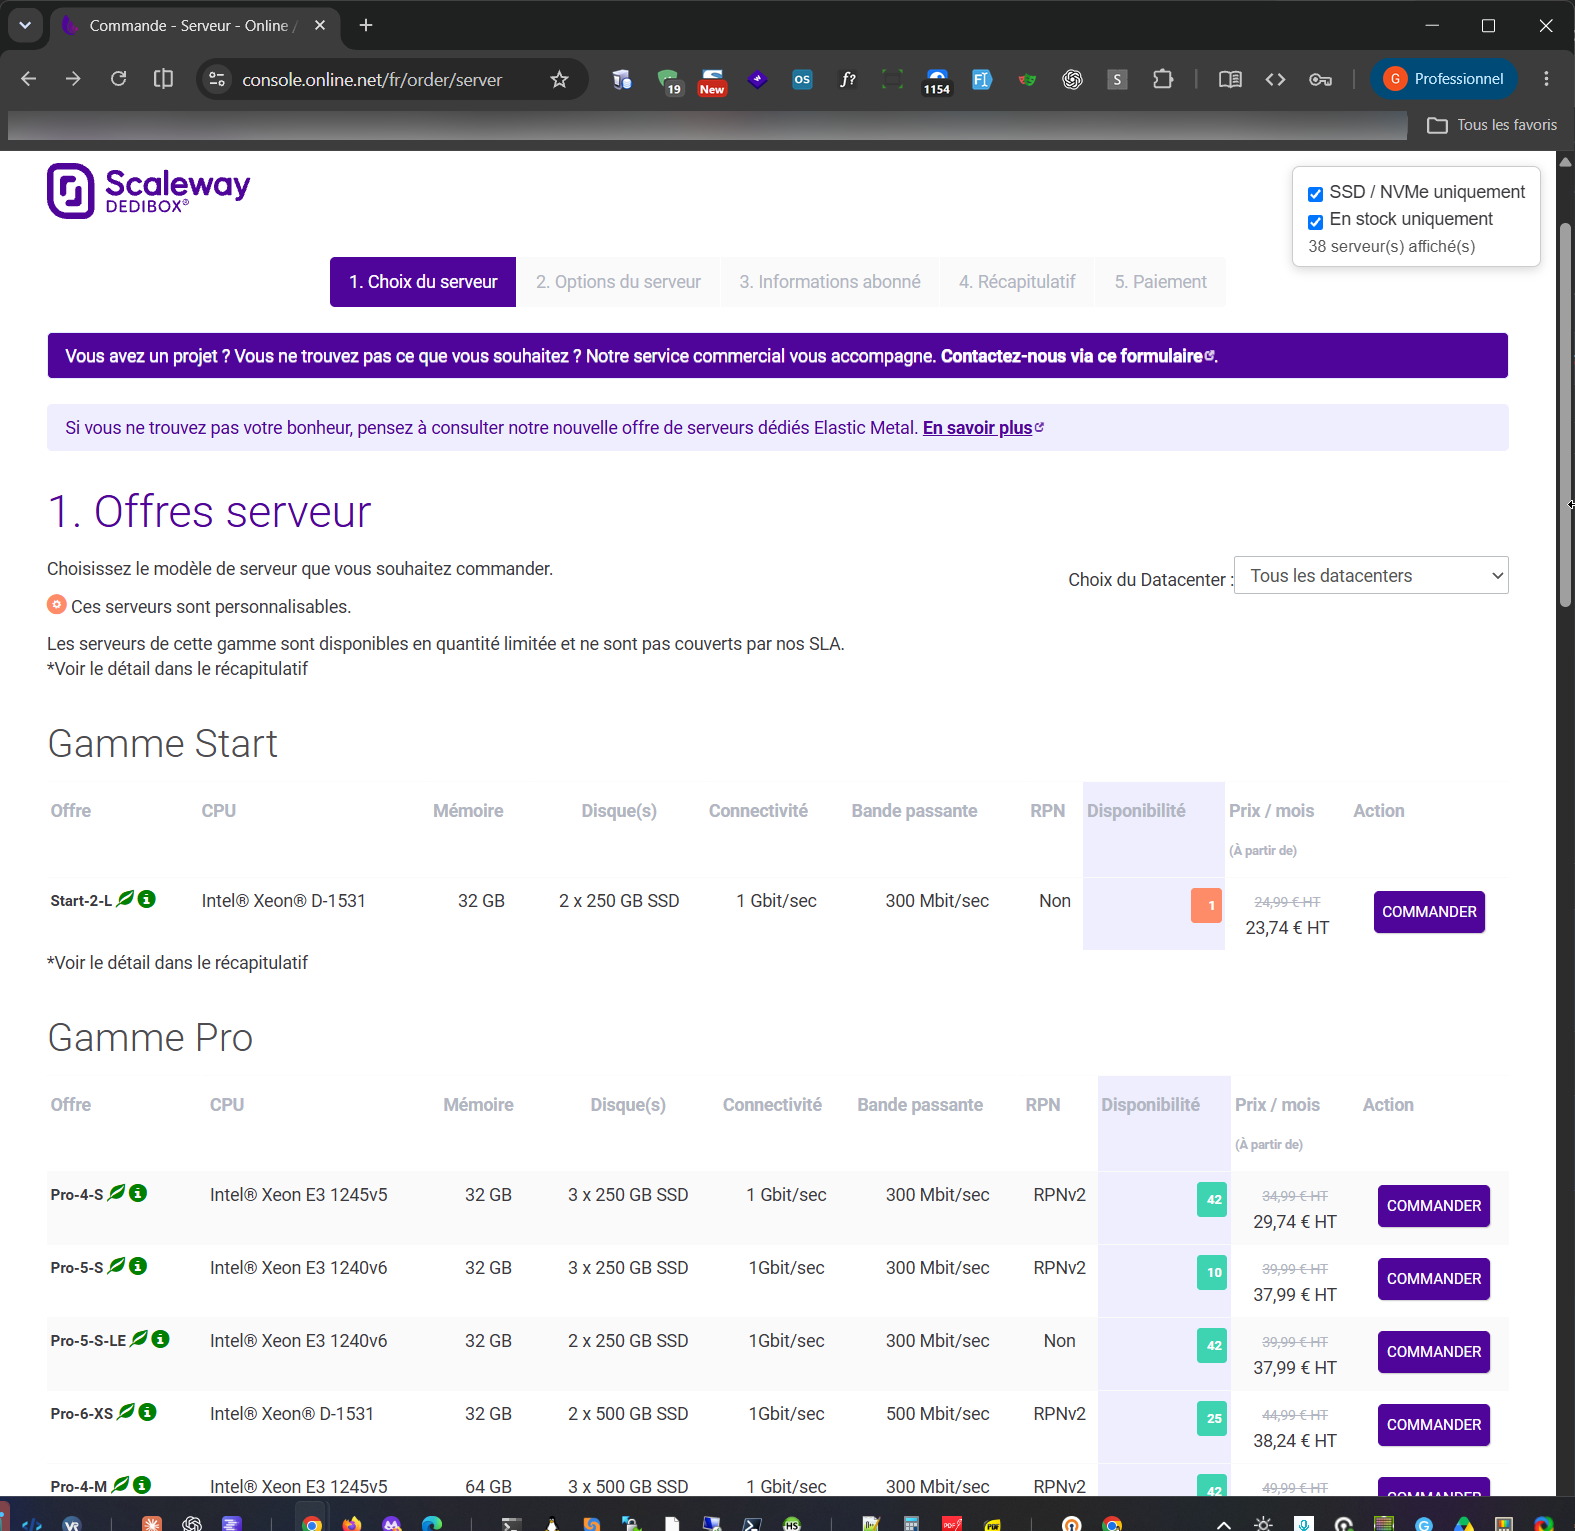 Commande - Serveur - Online /
console.online.net/fr/order/server
19
New
OS
f?
1154
S
G Professionnel
Tous les favoris
Scaleway
DEDIBOX®
SSD / NVMe uniquement
En stock uniquement
38 serveur(s) affiché(s)
1. Choix du serveur 2. Options du serveur 3. Informations abonné 4. Récapitulatif 5. Paiement
Vous avez un projet ? Vous ne trouvez pas ce que vous souhaitez ? Notre service commercial vous accompagne. Contactez-nous via ce formulaire.
Si vous ne trouvez pas votre bonheur, pensez à consulter notre nouvelle offre de serveurs dédiés Elastic Metal. En savoir plus
1. Offres serveur
Choisissez le modèle de serveur que vous souhaitez commander.
Choix du Datacenter : Tous les datacenters
Ces serveurs sont personnalisables.
Les serveurs de cette gamme sont disponibles en quantité limitée et ne sont pas couverts par nos SLA.
*Voir le détail dans le récapitulatif
Gamme Start
Offre CPU Mémoire Disque(s) Connectivité Bande passante RPN Disponibilité Prix / mois Action
(À partir de)
Start-2-L Intel® Xeon® D-1531 32 GB 2 x 250 GB SSD 1 Gbit/sec 300 Mbit/sec Non 1 24,99 € HT COMMANDER
23,74 € HT
*Voir le détail dans le récapitulatif
Gamme Pro
Offre CPU Mémoire Disque(s) Connectivité Bande passante RPN Disponibilité Prix / mois Action
(À partir de)
Pro-4-S Intel® Xeon E3 1245v5 32 GB 3 x 250 GB SSD 1 Gbit/sec 300 Mbit/sec RPNv2 42 34,99 € HT COMMANDER
29,74 € HT
Pro-5-S Intel® Xeon E3 1240v6 32 GB 3 x 250 GB SSD 1Gbit/sec 300 Mbit/sec RPNv2 10 39,99 € HT COMMANDER
37,99 € HT
Pro-5-S-LE Intel® Xeon E3 1240v6 32 GB 2 x 250 GB SSD 1Gbit/sec 300 Mbit/sec Non 42 39,99 € HT COMMANDER
37,99 € HT
Pro-6-XS Intel® Xeon® D-1531 32 GB 2 x 500 GB SSD 1Gbit/sec 500 Mbit/sec RPNv2 25 44,99 € HT COMMANDER
38,24 € HT
Pro-4-M Intel® Xeon E3 1245v5 64 GB 3 x 500 GB SSD 1 Gbit/sec 300 Mbit/sec RPNv2 42 49,99 € HT COMMANDER